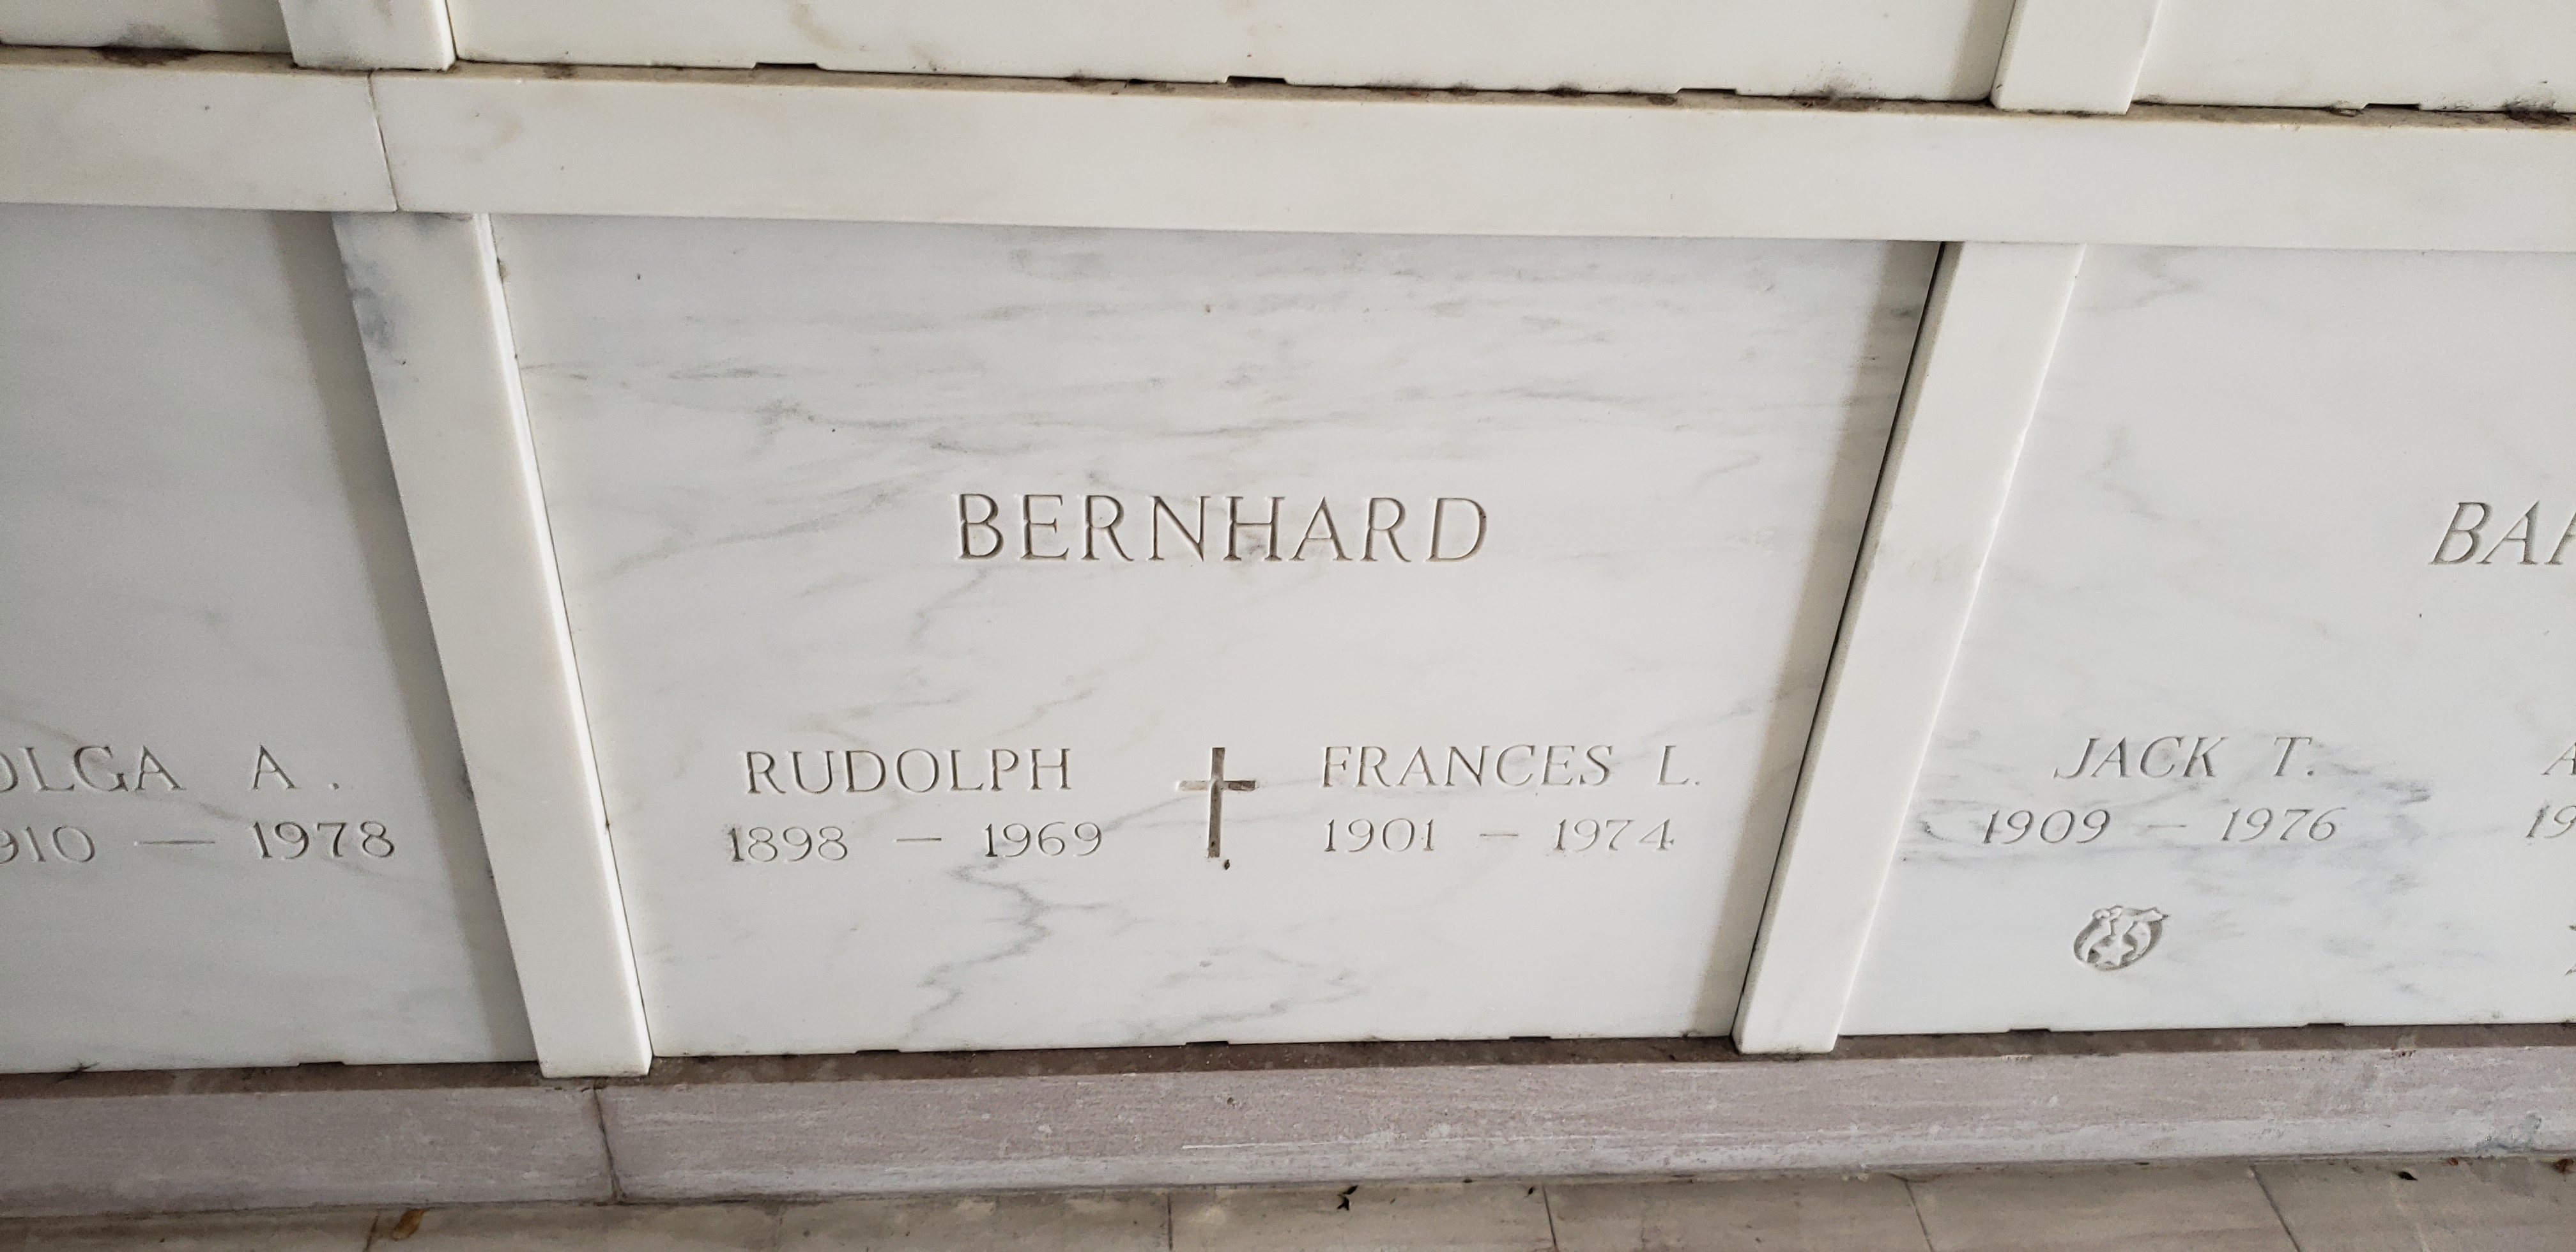 BERNHARD
RUDOLPH FRANCES L.
1898 — 1969 1901 — 1974
A.
1978
JACK T.
1909 — 1976